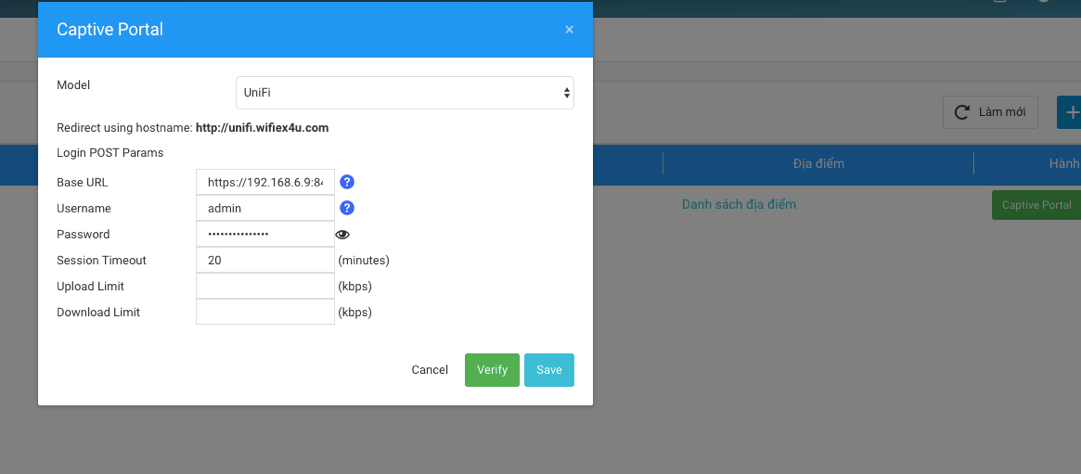 Captive Portal
×
Model
UniFi
Redirect using hostname: http://unifi.wifiex4u.com
Login POST Params
Base URL https://192.168.6.9:84 ?
Username admin ?
Password •••••••••••••••
Session Timeout 20 (minutes)
Upload Limit (kbps)
Download Limit (kbps)
Cancel Verify Save
Làm mới
+
Địa điểm Hành
Danh sách địa điểm Captive Portal